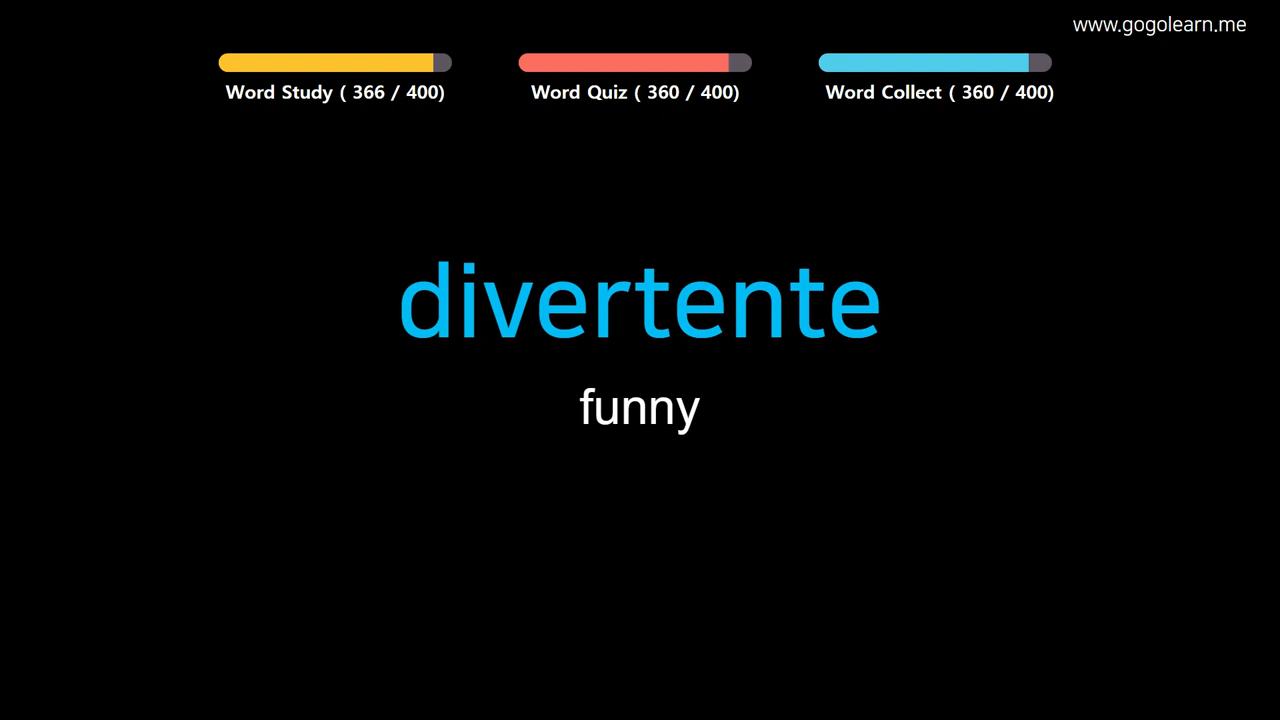 www.gogolearn.me
Word Study ( 366 / 400)
Word Quiz ( 360 / 400)
Word Collect ( 360 / 400)
divertente
funny